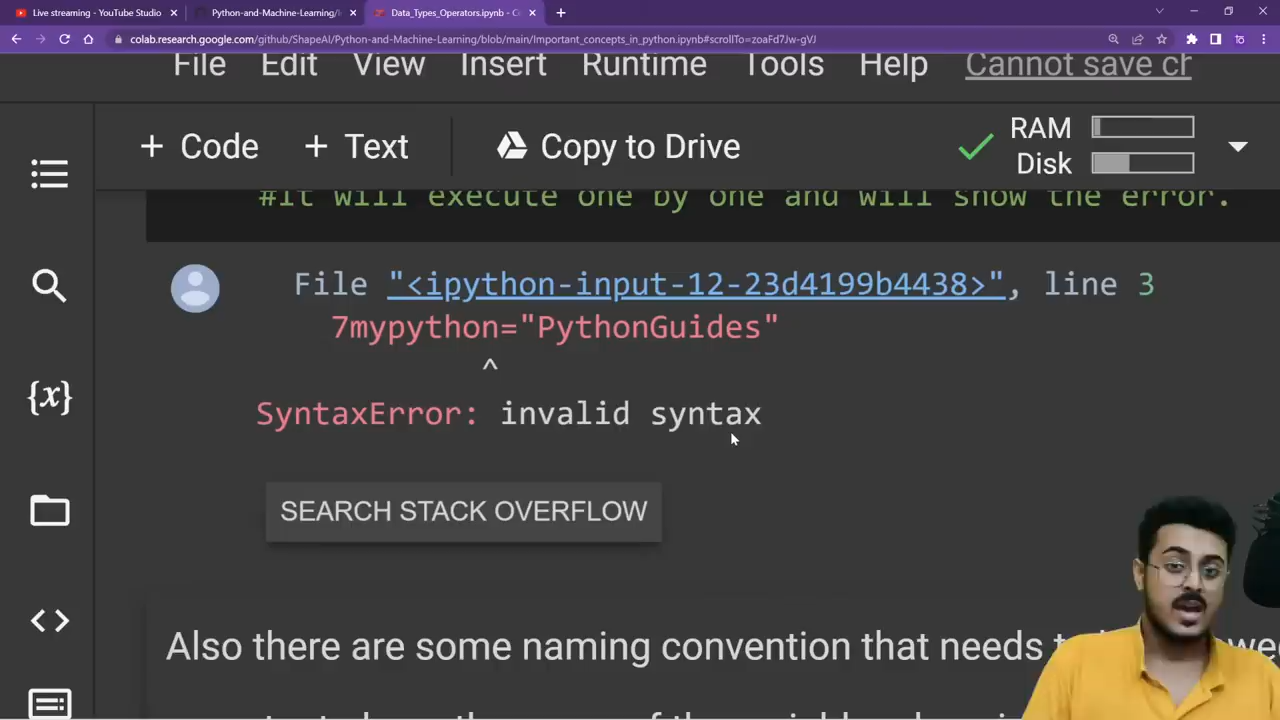 Live streaming - YouTube Studio
Python-and-Machine-Learning/
Data_Types_Operators.ipynb - C
colab.research.google.com/github/ShapeAI/Python-and-Machine-Learning/blob/main/Important_concepts_in_python.ipynb#scrollTo=zoaFd7Jw-gVJ
File Edit View Insert Runtime Tools Help Cannot save ch
+ Code + Text Copy to Drive RAM
Disk
#it will execute one by one and will show the error.
File "<ipython-input-12-23d4199b4438>", line 3
7mypython="PythonGuides"
^
SyntaxError: invalid syntax
SEARCH STACK OVERFLOW
{x}
<>
Also there are some naming convention that needs